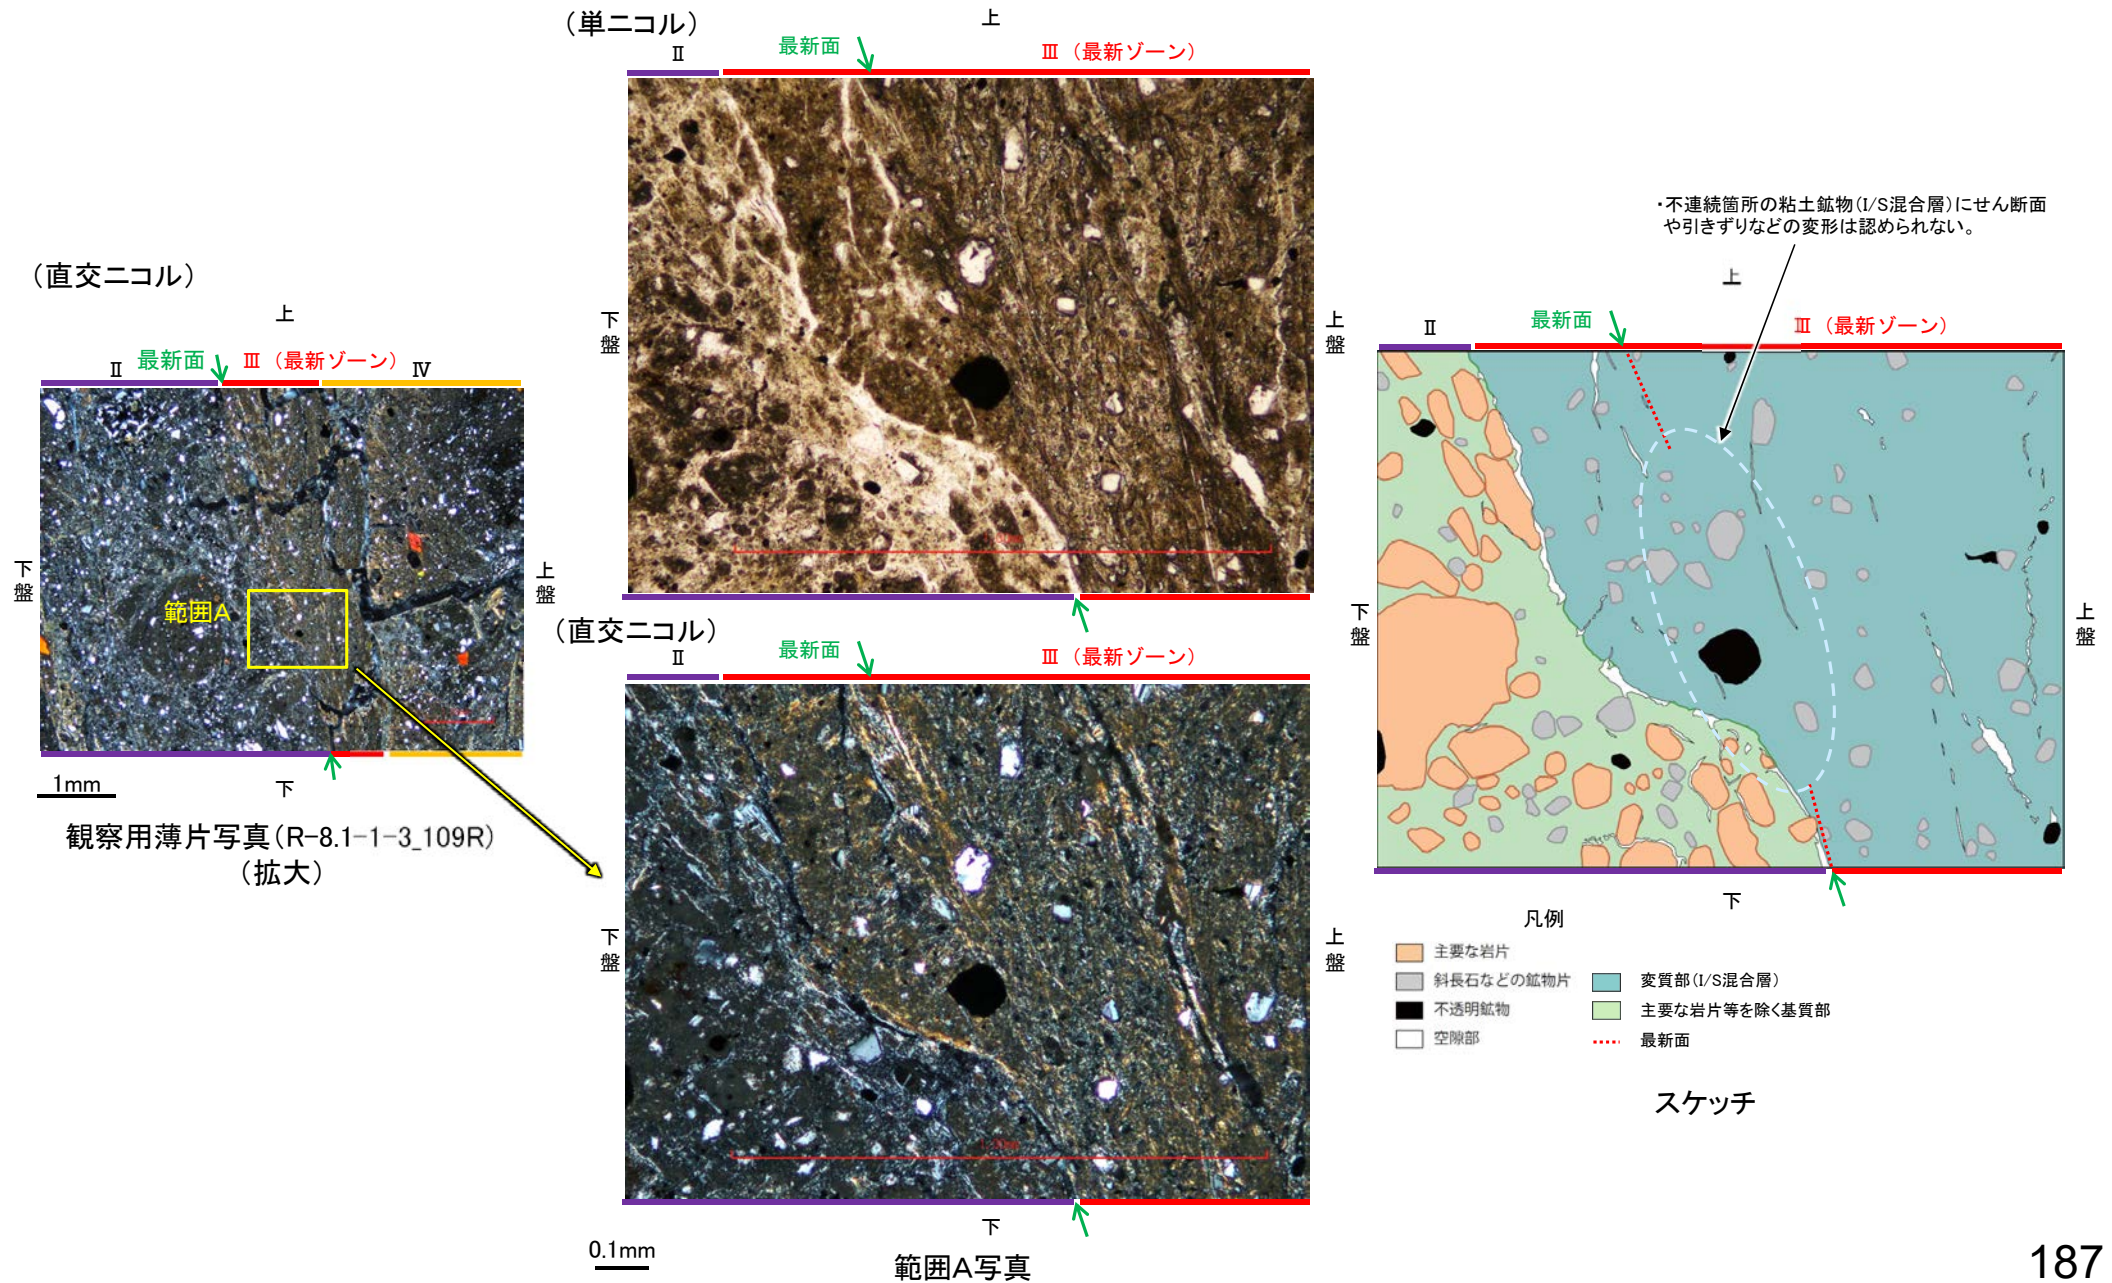 (直交ニコル)
上
Ⅱ
最新面
Ⅲ(最新ゾーン)
Ⅳ
下盤
上盤
範囲A
1mm
下
観察用薄片写真(R-8.1-1-3_109R)
(拡大)
(単ニコル)
上
Ⅱ
最新面
Ⅲ(最新ゾーン)
下盤
上盤
(直交ニコル)
Ⅱ
最新面
Ⅲ(最新ゾーン)
下盤
上盤
下
0.1mm
範囲A写真
・不連続箇所の粘土鉱物(I/S混合層)にせん断面
や引きずりなどの変形は認められない。
上
Ⅱ
最新面
Ⅲ(最新ゾーン)
下盤
上盤
下
凡例
主要な岩片
斜長石などの鉱物片
不透明鉱物
空隙部
変質部(I/S混合層)
主要な岩片等を除く基質部
最新面
スケッチ
187